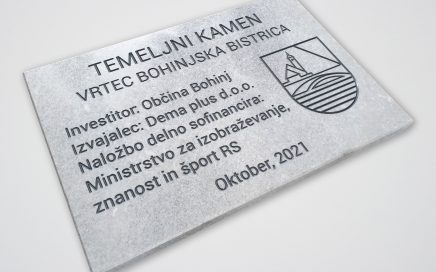 TEMELJNI KAMEN
VRTEC BOHINJSKA BISTRICA
Investitor: Občina Bohinj
Izvajalec: Dema plus d.o.o.
Naložbo delno sofinancira:
Ministrstvo za izobraževanje,
znanost in šport RS
Oktober, 2021